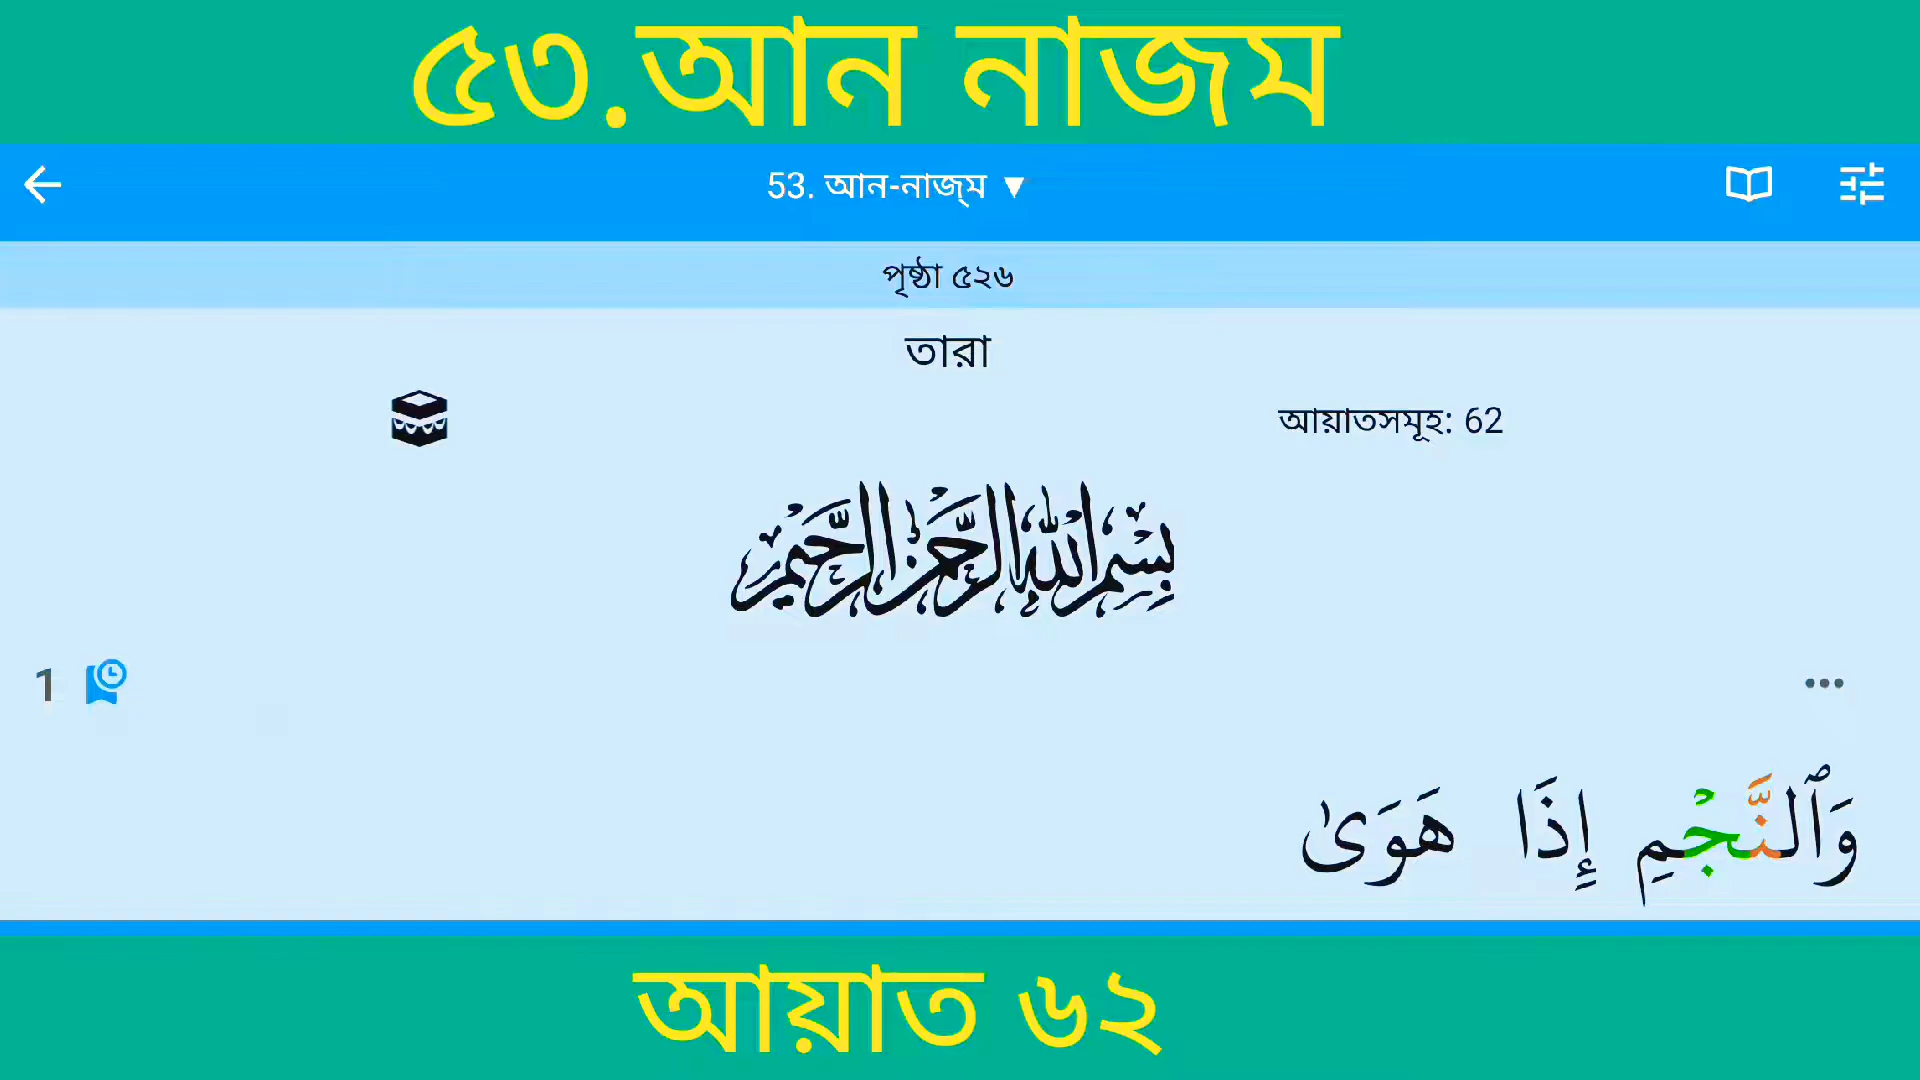 ৫৩.আন নাজম
53. আন-নাজ্‌ম ▼
পৃষ্ঠা ৫২৬
তারা
আয়াতসমূহ: 62
بِسْمِ اللَّهِ الرَّحْمَٰنِ الرَّحِيمِ
1
وَٱلنَّجْمِ إِذَا هَوَىٰ
আয়াত ৬২